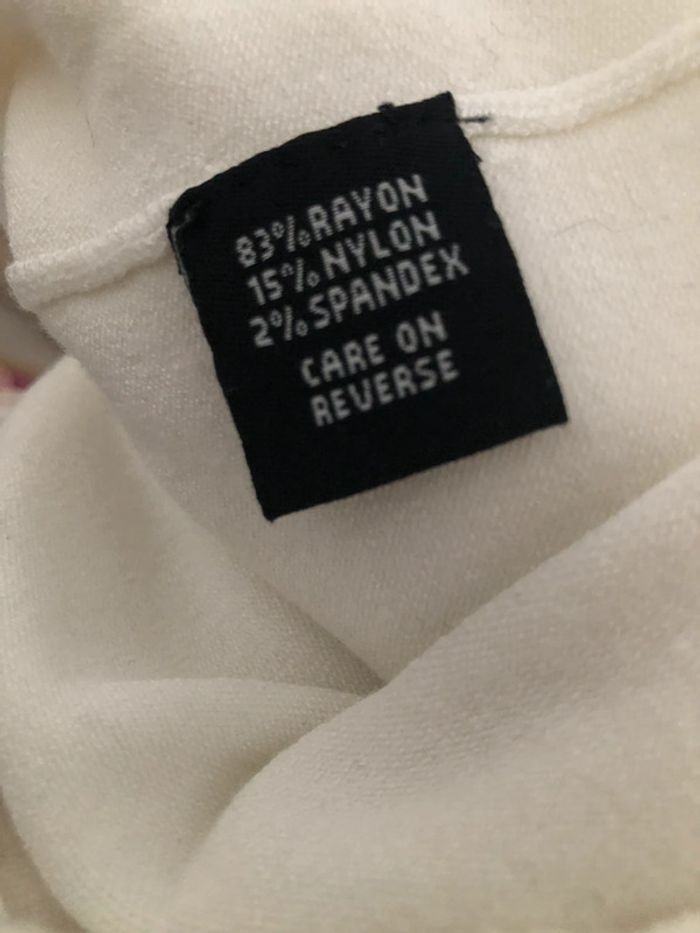 83%RAYON
15%NYLON
2%SPANDEX
CARE ON
REVERSE